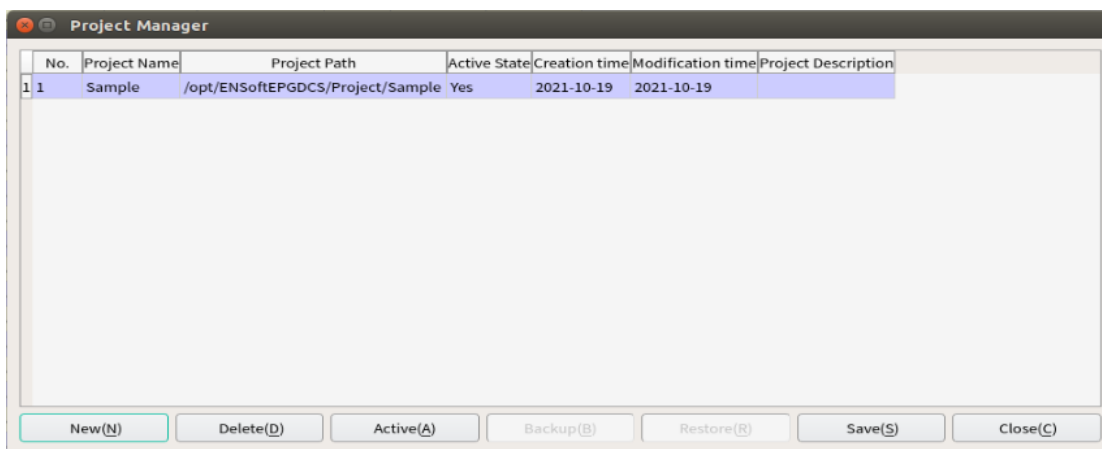 Project Manager
No. Project Name Project Path Active State Creation time Modification time Project Description
1 1 Sample /opt/ENSoftEPGDCS/Project/Sample Yes 2021-10-19 2021-10-19
New(N) Delete(D) Active(A) Backup(B) Restore(R) Save(S) Close(C)